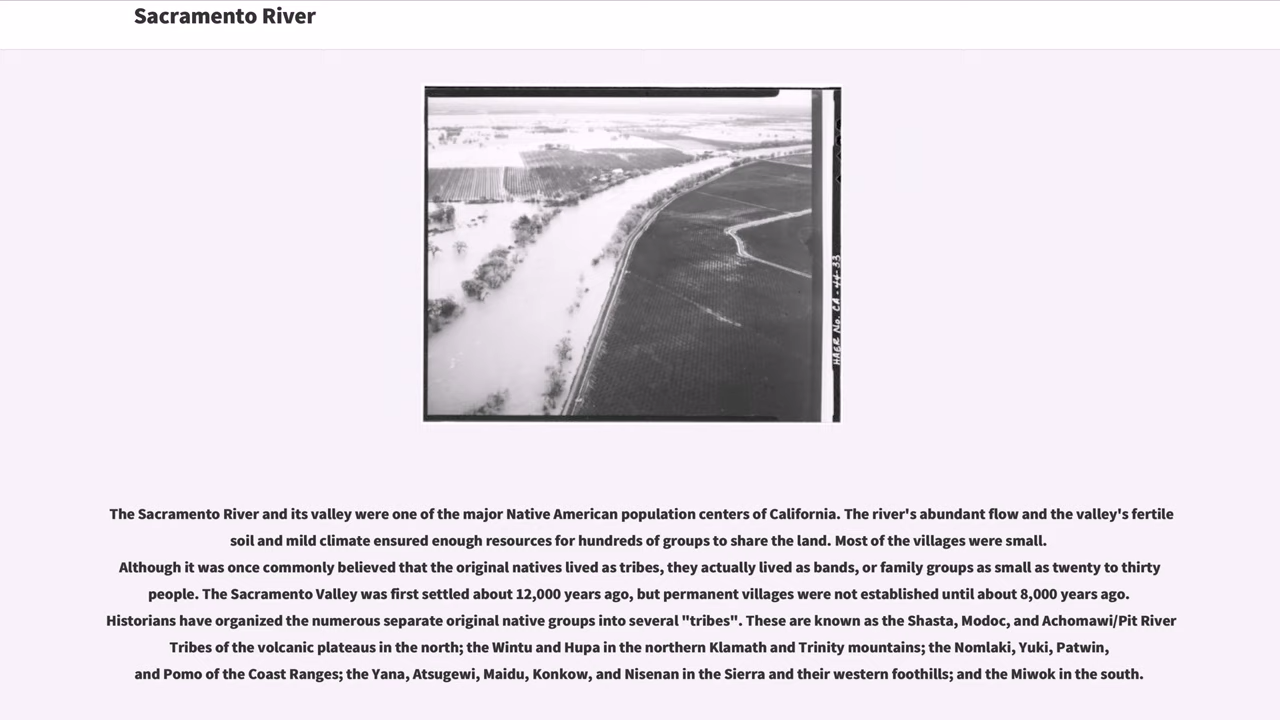 Sacramento River
HAER No. CA-44-33
The Sacramento River and its valley were one of the major Native American population centers of California. The river's abundant flow and the valley's fertile
soil and mild climate ensured enough resources for hundreds of groups to share the land. Most of the villages were small.
Although it was once commonly believed that the original natives lived as tribes, they actually lived as bands, or family groups as small as twenty to thirty
people. The Sacramento Valley was first settled about 12,000 years ago, but permanent villages were not established until about 8,000 years ago.
Historians have organized the numerous separate original native groups into several "tribes". These are known as the Shasta, Modoc, and Achomawi/Pit River
Tribes of the volcanic plateaus in the north; the Wintu and Hupa in the northern Klamath and Trinity mountains; the Nomlaki, Yuki, Patwin,
and Pomo of the Coast Ranges; the Yana, Atsugewi, Maidu, Konkow, and Nisenan in the Sierra and their western foothills; and the Miwok in the south.